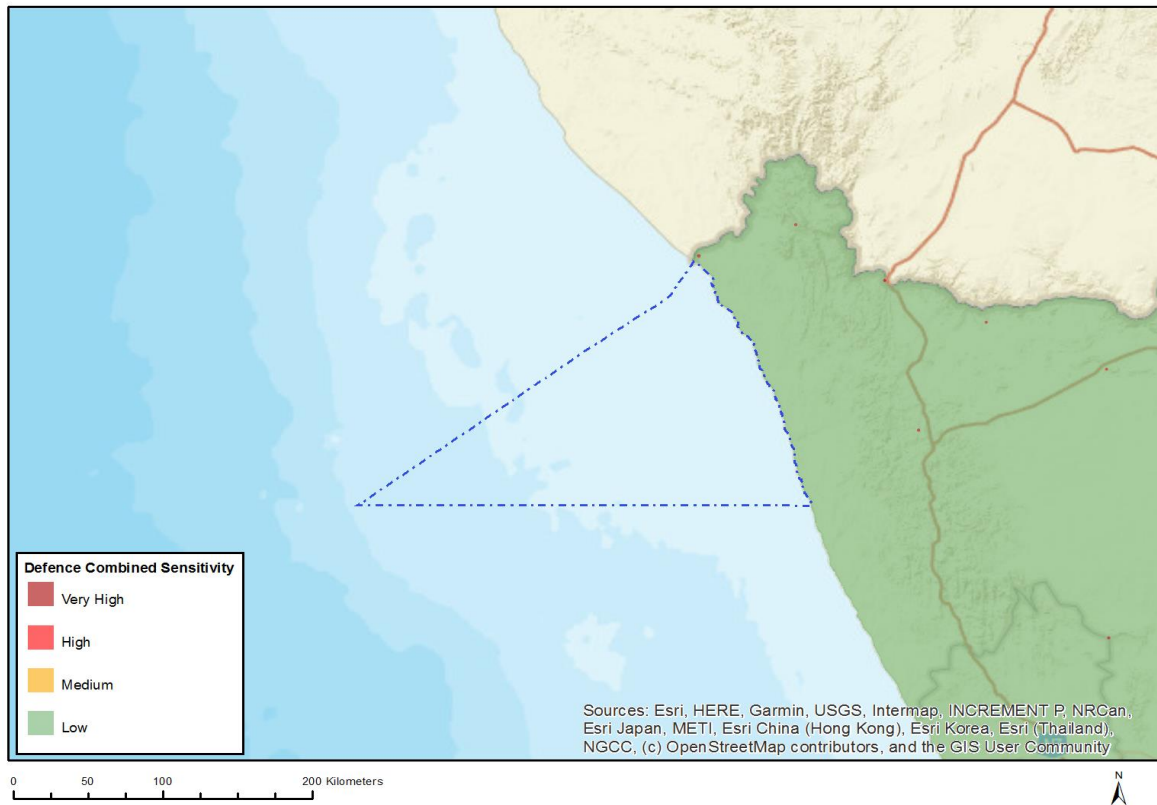 Defence Combined Sensitivity
Very High
High
Medium
Low
Sources: Esri, HERE, Garmin, USGS, Intermap, INCREMENT P, NRCan,
Esri Japan, METI, Esri China (Hong Kong), Esri Korea, Esri (Thailand),
NGCC, (c) OpenStreetMap contributors, and the GIS User Community
0 50 100 200 Kilometers
N